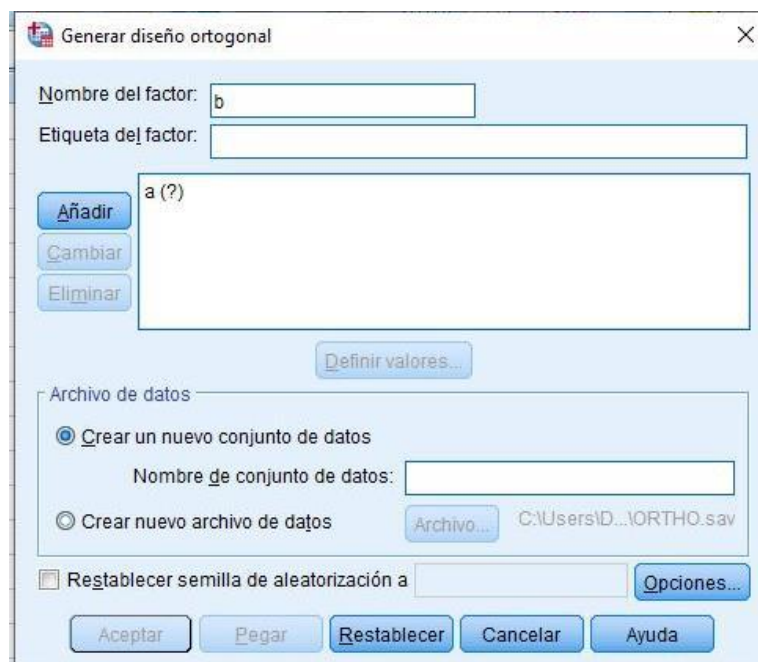 Generar diseño ortogonal
Nombre del factor: b
Etiqueta del factor:
a (?)
Añadir
Cambiar
Eliminar
Definir valores...
Archivo de datos
Crear un nuevo conjunto de datos
Nombre de conjunto de datos:
Crear nuevo archivo de datos Archivo... C:\Users\D...\ORTHO.sav
Restablecer semilla de aleatorización a Opciones...
Aceptar Pegar Restablecer Cancelar Ayuda